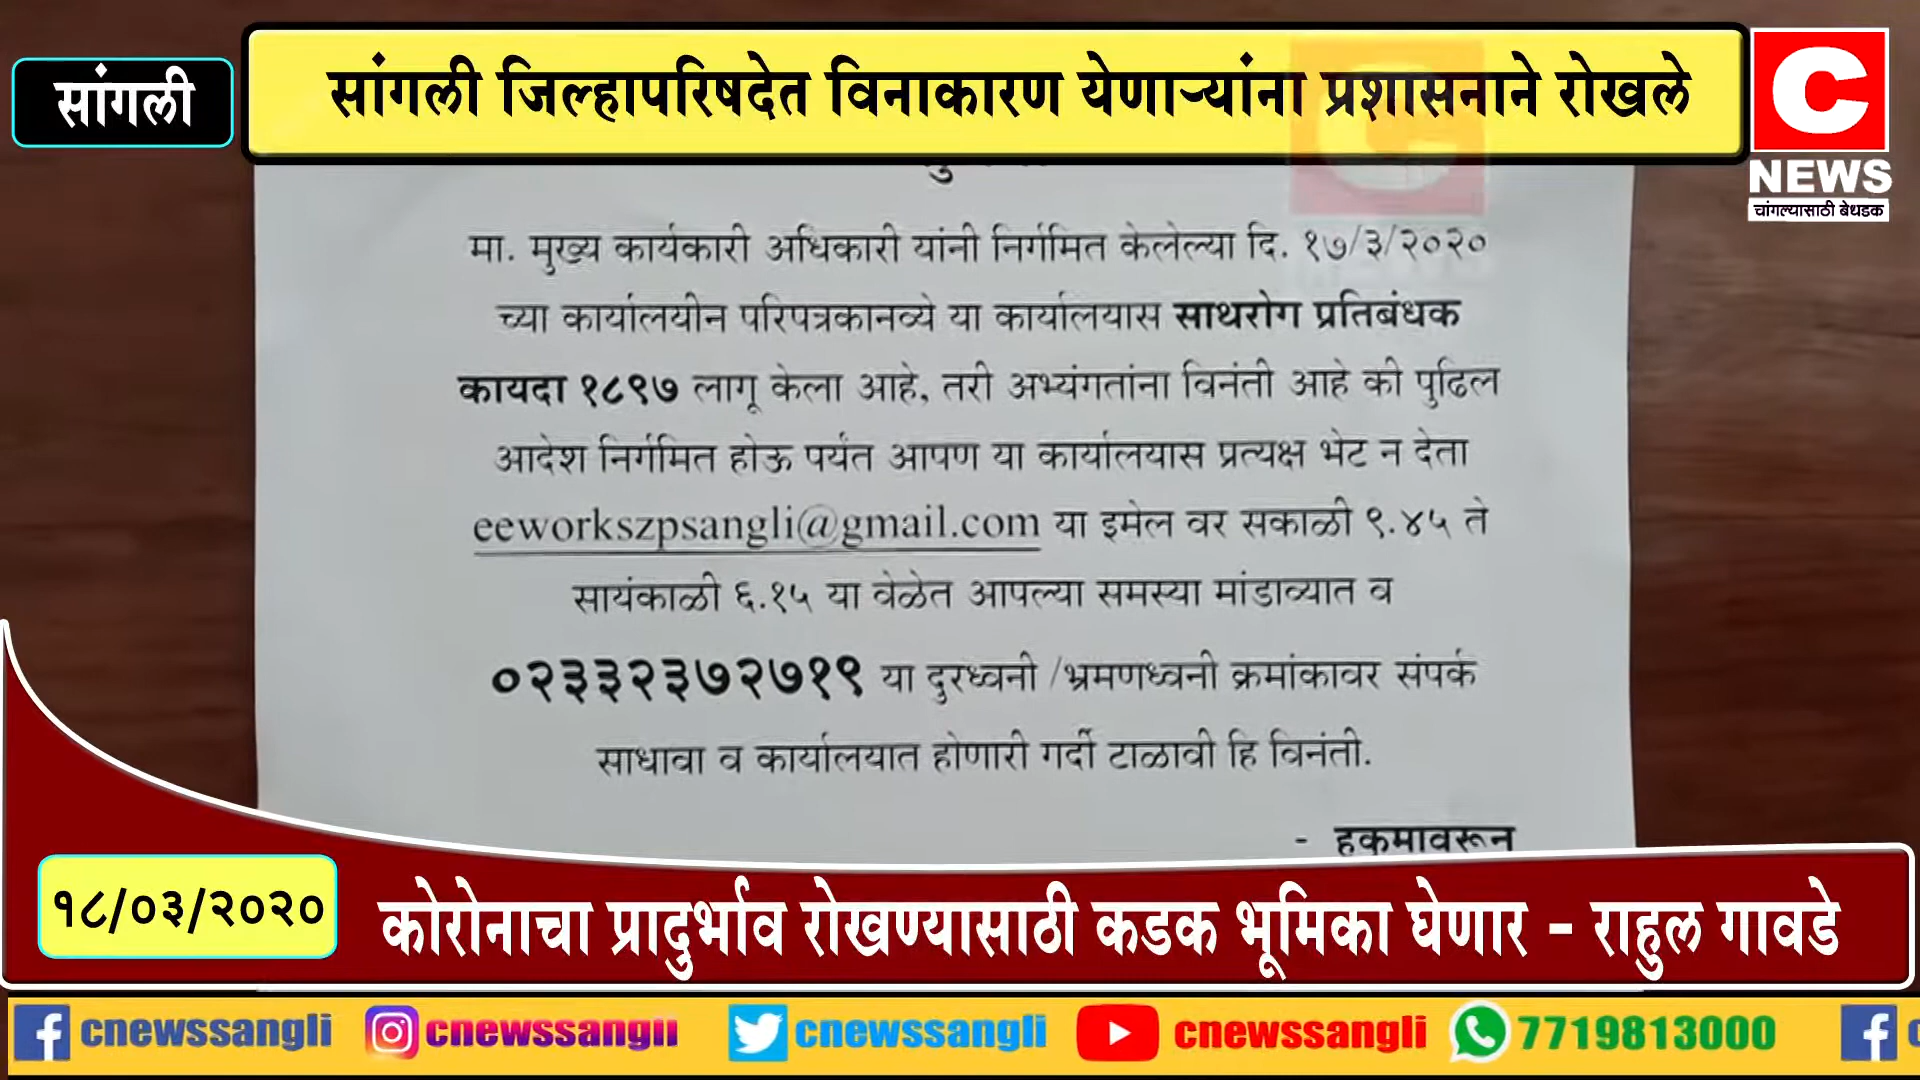 सांगली
सांगली जिल्हापरिषदेत विनाकारण येणाऱ्यांना प्रशासनाने रोखले
C
NEWS
चांगल्यासाठी बेधडक
मा. मुख्य कार्यकारी अधिकारी यांनी निर्गमित केलेल्या दि. १७/३/२०२०
च्या कार्यालयीन परिपत्रकानव्ये या कार्यालयास साथरोग प्रतिबंधक
कायदा १८९७ लागू केला आहे, तरी अभ्यंगतांना विनंती आहे की पुढिल
आदेश निर्गमित होऊ पर्यंत आपण या कार्यालयास प्रत्यक्ष भेट न देता
eeworkszpsangli@gmail.com या इमेल वर सकाळी ९.४५ ते
सायंकाळी ६.१५ या वेळेत आपल्या समस्या मांडाव्यात व
०२३३२३७२७१९ या दुरध्वनी /भ्रमणध्वनी क्रमांकावर संपर्क
साधावा व कार्यालयात होणारी गर्दी टाळावी हि विनंती.
- हुकमावरून
१८/०३/२०२०
कोरोनाचा प्रादुर्भाव रोखण्यासाठी कडक भूमिका घेणार - राहुल गावडे
cnewssangli cnewssangli cnewssangli cnewssangli 7719813000